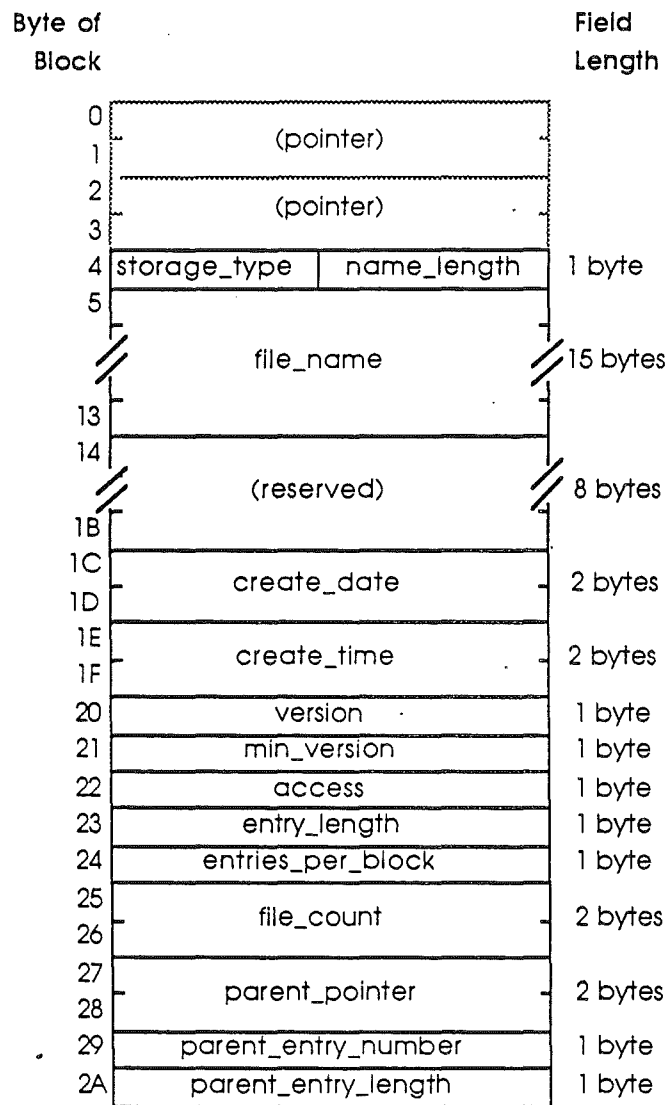 Byte of Field
Block Length
0
(pointer)
1
2
(pointer)
3
4 storage_type name_length 1 byte
5
file_name 15 bytes
13
14
(reserved) 8 bytes
1B
1C
create_date 2 bytes
1D
1E
create_time 2 bytes
1F
20 version 1 byte
21 min_version 1 byte
22 access 1 byte
23 entry_length 1 byte
24 entries_per_block 1 byte
25
file_count 2 bytes
26
27
parent_pointer 2 bytes
28
29 parent_entry_number 1 byte
2A parent_entry_length 1 byte